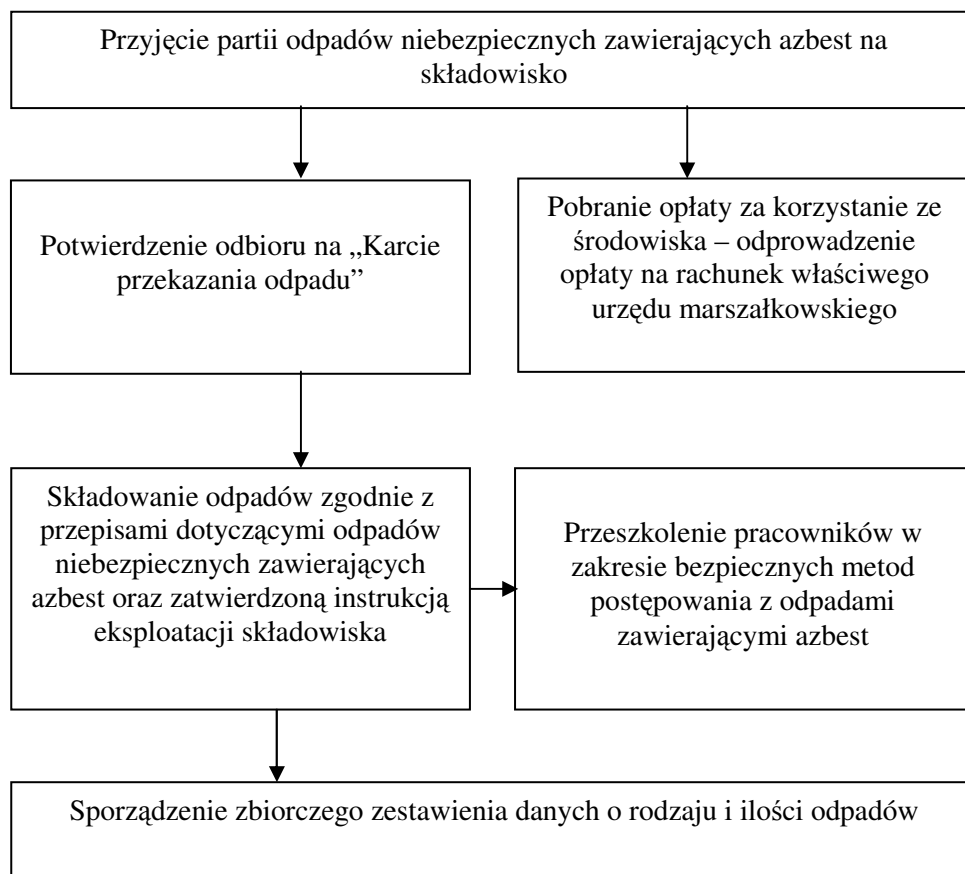 Przyjęcie partii odpadów niebezpiecznych zawierających azbest na
składowisko
Potwierdzenie odbioru na „Karcie
przekazania odpadu”
Pobranie opłaty za korzystanie ze
środowiska – odprowadzenie
opłaty na rachunek właściwego
urzędu marszałkowskiego
Składowanie odpadów zgodnie z
przepisami dotyczącymi odpadów
niebezpiecznych zawierających
azbest oraz zatwierdzoną instrukcją
eksploatacji składowiska
Przeszkolenie pracowników w
zakresie bezpiecznych metod
postępowania z odpadami
zawierającymi azbest
Sporządzenie zbiorczego zestawienia danych o rodzaju i ilości odpadów